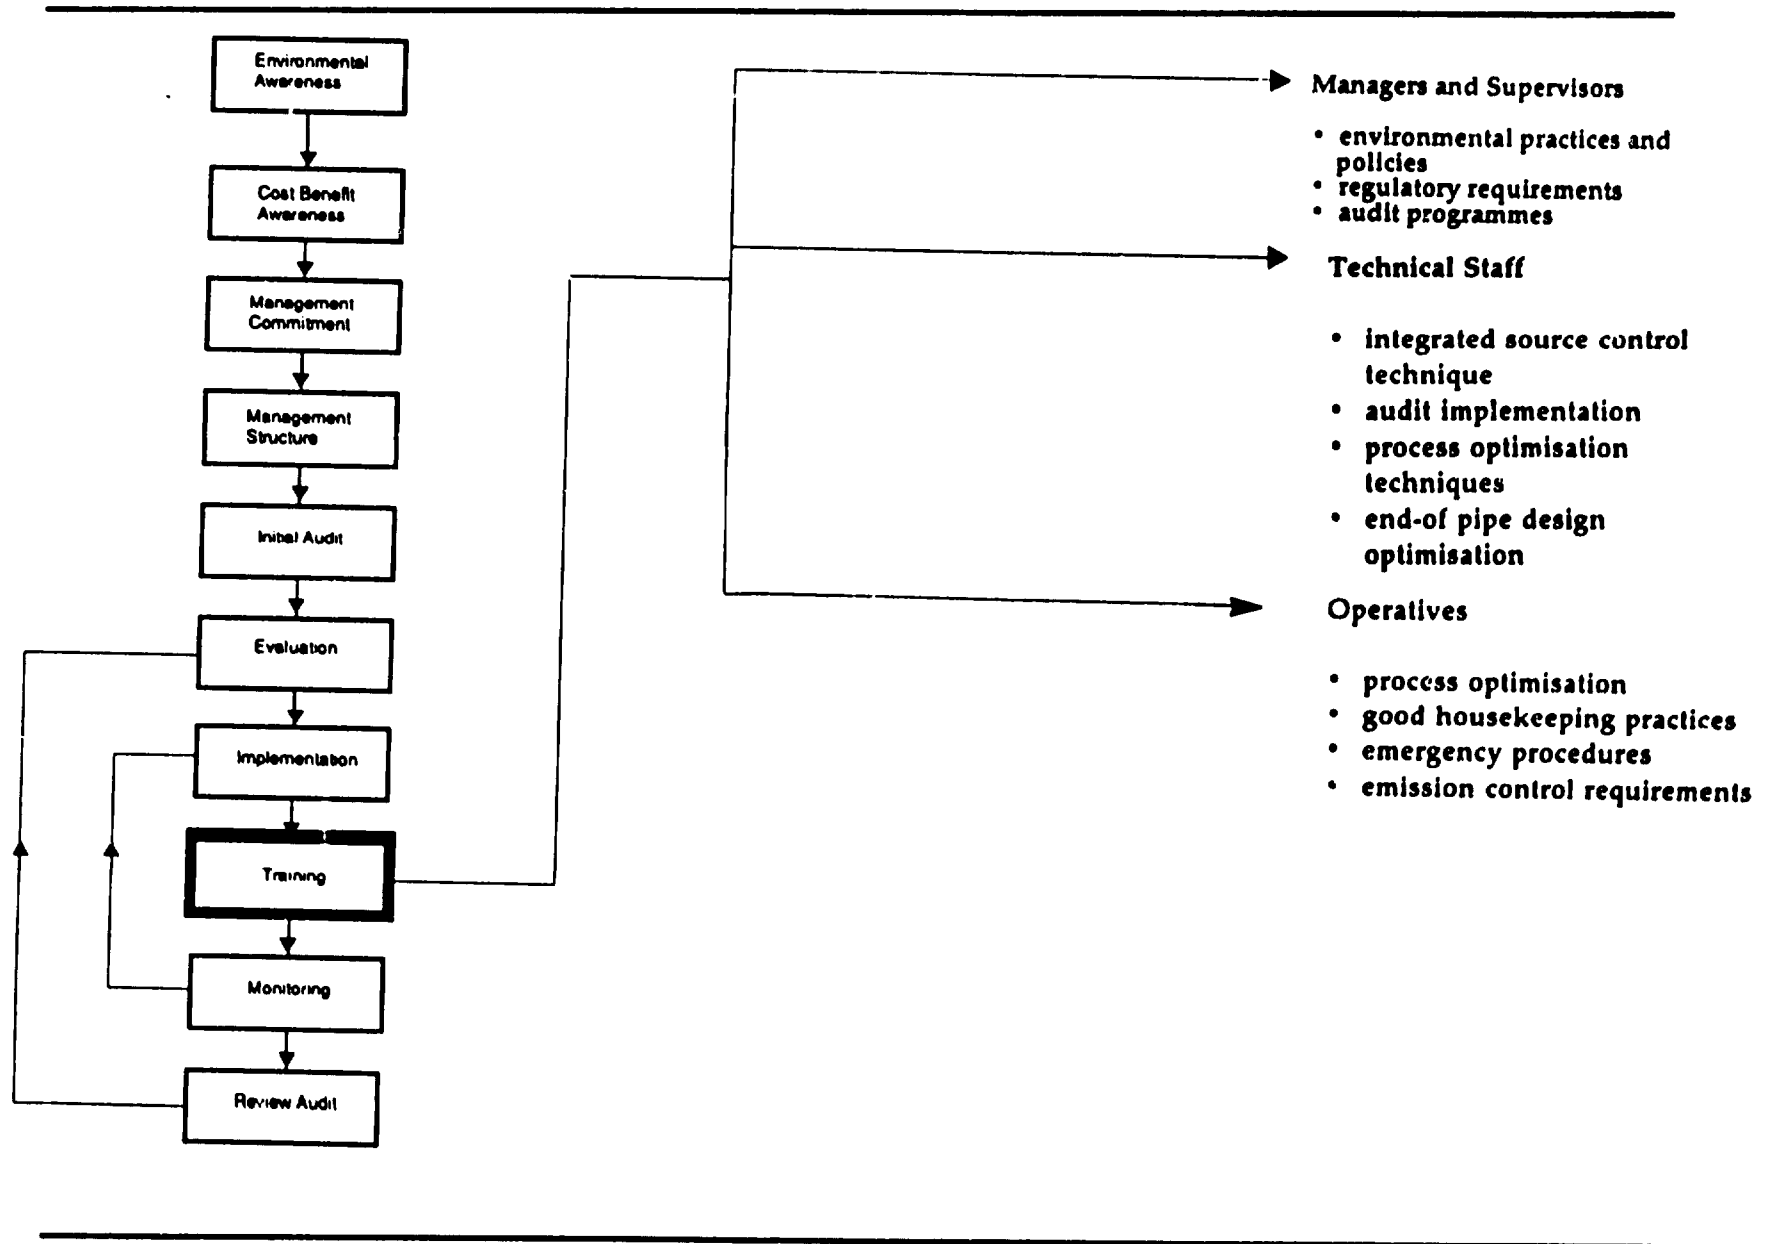 Environmental
Awareness
Cost Benefit
Awareness
Management
Commitment
Management
Structure
Initial Audit
Evaluation
Implementation
Training
Monitoring
Review Audit
Managers and Supervisors
• environmental practices and
policies
• regulatory requirements
• audit programmes
Technical Staff
• integrated source control
technique
• audit implementation
• process optimisation
techniques
• end-of pipe design
optimisation
Operatives
• process optimisation
• good housekeeping practices
• emergency procedures
• emission control requirements